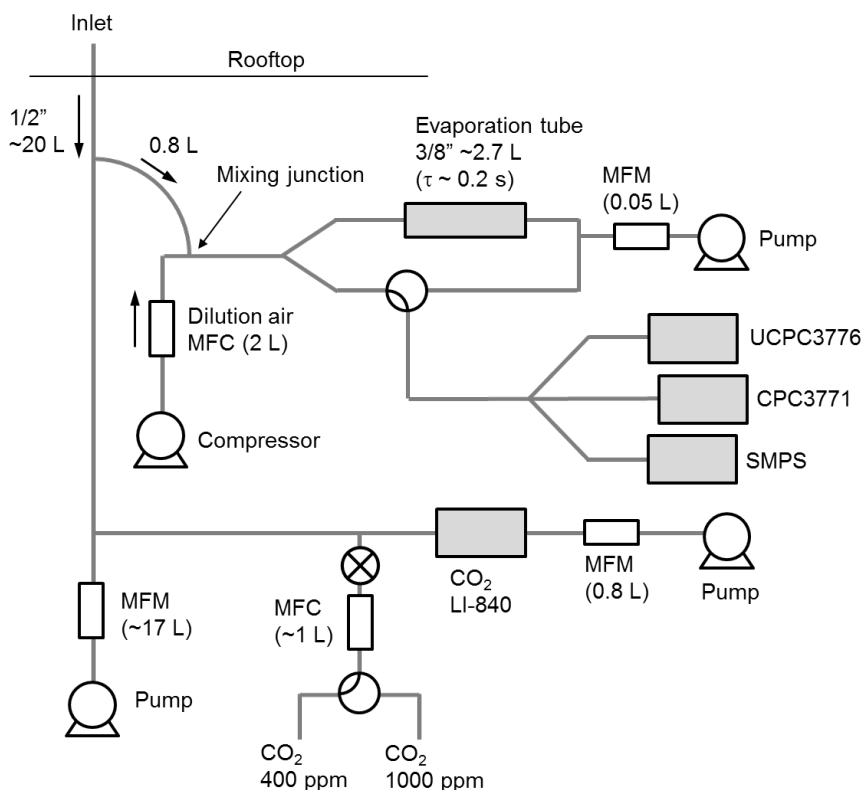 Inlet
Rooftop
1/2”
~20 L
0.8 L
Mixing junction
Evaporation tube
3/8” ~2.7 L
(τ ~ 0.2 s)
MFM
(0.05 L)
Pump
Dilution air
MFC (2 L)
Compressor
UCPC3776
CPC3771
SMPS
CO₂
LI-840
MFM
(0.8 L)
Pump
MFM
(~17 L)
Pump
MFC
(~1 L)
CO₂
400 ppm
CO₂
1000 ppm